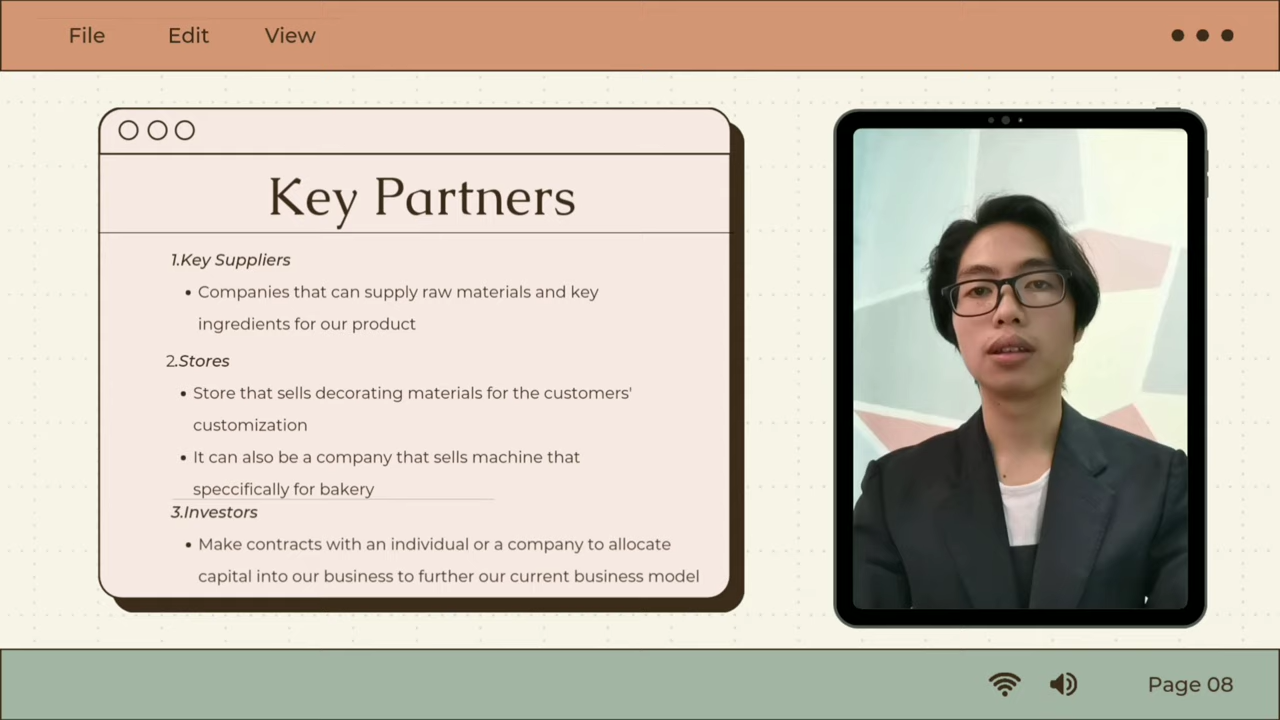 File Edit View
Key Partners
1.Key Suppliers
• Companies that can supply raw materials and key
ingredients for our product
2.Stores
• Store that sells decorating materials for the customers'
customization
• It can also be a company that sells machine that
speccifically for bakery
3.Investors
• Make contracts with an individual or a company to allocate
capital into our business to further our current business model
Page 08